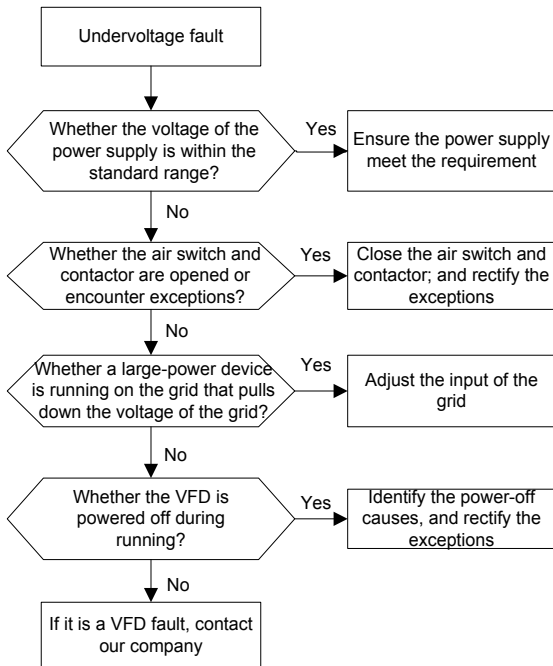 Undervoltage fault
Whether the voltage of the
power supply is within the
standard range?
Yes
Ensure the power supply
meet the requirement
No
Whether the air switch and
contactor are opened or
encounter exceptions?
Yes
Close the air switch and
contactor; and rectify the
exceptions
No
Whether a large-power device
is running on the grid that pulls
down the voltage of the grid?
Yes
Adjust the input of the
grid
No
Whether the VFD is
powered off during
running?
Yes
Identify the power-off
causes, and rectify the
exceptions
No
If it is a VFD fault, contact
our company